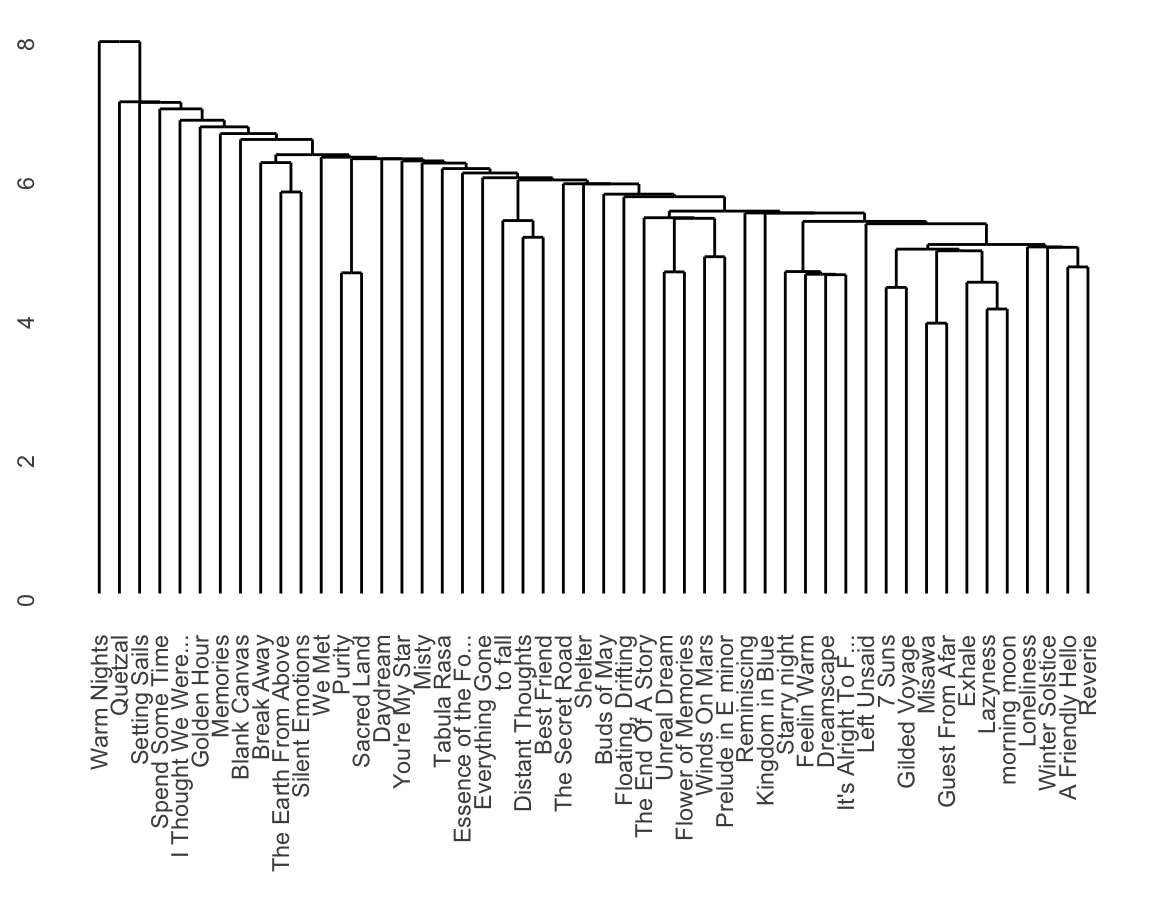 8
6
4
2
0
Warm Nights
Quetzal
Setting Sails
Spend Some Time
I Thought We Were...
Golden Hour
Memories
Blank Canvas
Break Away
The Earth From Above
Silent Emotions
We Met
Purity
Sacred Land
Daydream
You're My Star
Misty
Tabula Rasa
Essence of the Fo...
Everything Gone
to fall
Distant Thoughts
Best Friend
The Secret Road
Shelter
Buds of May
Floating, Drifting
The End Of A Story
Unreal Dream
Flower of Memories
Winds On Mars
Prelude in E minor
Reminiscing
Kingdom in Blue
Starry night
Feelin Warm
Dreamscape
It's Alright To F...
Left Unsaid
7 Suns
Gilded Voyage
Misawa
Guest From Afar
Exhale
Lazyness
morning moon
Loneliness
Winter Solstice
A Friendly Hello
Reverie